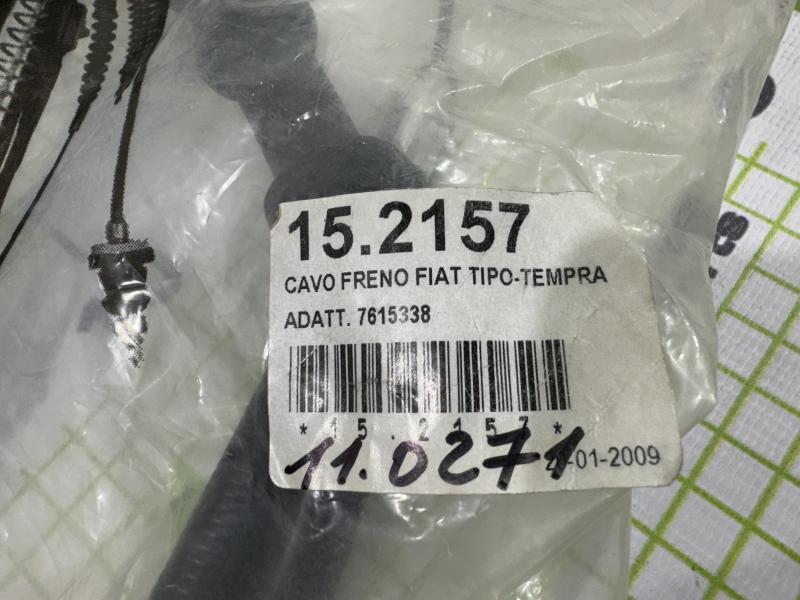 15.2157
CAVO FRENO FIAT TIPO-TEMPRA
ADATT. 7615338
*15.2157*
11.0271
-01-2009